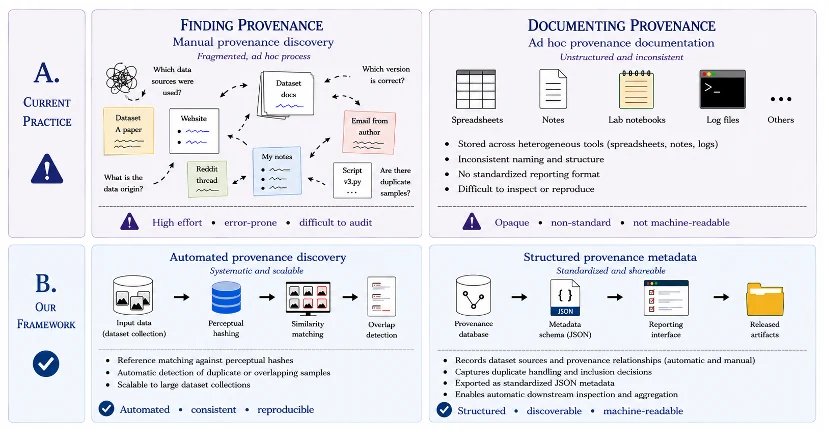 A.
CURRENT
PRACTICE
FINDING PROVENANCE
Manual provenance discovery
Fragmented, ad hoc process
Which data
sources were
used?
Dataset
docs
Which version
is correct?
Dataset
A paper
Website
Email from
author
What is the
data origin?
Reddit
thread
My notes
Script
v3.py
...
Are there
duplicate
samples?
High effort • error-prone • difficult to audit
DOCUMENTING PROVENANCE
Ad hoc provenance documentation
Unstructured and inconsistent
>_
Spreadsheets
Notes
Lab notebooks
Log files
Others
• Stored across heterogeneous tools (spreadsheets, notes, logs)
• Inconsistent naming and structure
• No standardized reporting format
• Difficult to inspect or reproduce
Opaque • non-standard • not machine-readable
B.
OUR
FRAMEWORK
Automated provenance discovery
Systematic and scalable
Input data
(dataset collection)
Perceptual
hashing
Similarity
matching
Overlap
detection
• Reference matching against perceptual hashes
• Automatic detection of duplicate or overlapping samples
• Scalable to large dataset collections
Automated • consistent • reproducible
Structured provenance metadata
Standardized and shareable
{ }
JSON
Provenance
database
Metadata
schema (JSON)
Reporting
interface
Released
artifacts
• Records dataset sources and provenance relationships (automatic and manual)
• Captures duplicate handling and inclusion decisions
• Exported as standardized JSON metadata
• Enables automatic downstream inspection and aggregation
Structured • discoverable • machine-readable